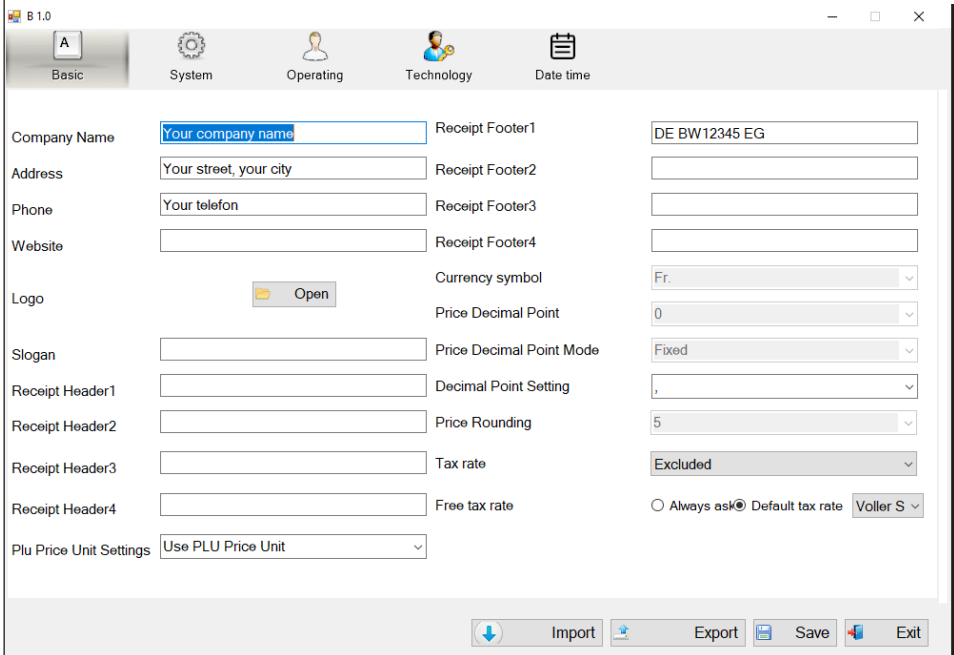 B 1.0
A
Basic
System
Operating
Technology
Date time
Company Name Your company name
Address Your street, your city
Phone Your telefon
Website
Logo Open
Slogan
Receipt Header1
Receipt Header2
Receipt Header3
Receipt Header4
Plu Price Unit Settings Use PLU Price Unit
Receipt Footer1 DE BW12345 EG
Receipt Footer2
Receipt Footer3
Receipt Footer4
Currency symbol Fr.
Price Decimal Point 0
Price Decimal Point Mode Fixed
Decimal Point Setting ,
Price Rounding 5
Tax rate Excluded
Free tax rate Always ask Default tax rate Voller S
Import Export Save Exit